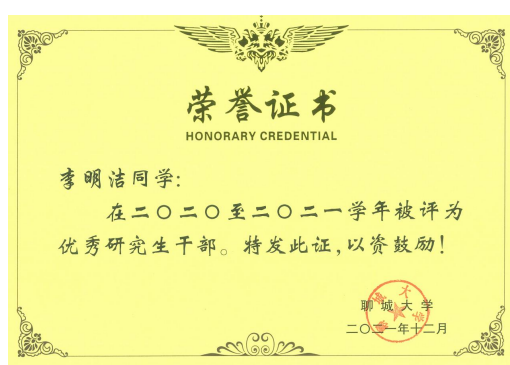 荣誉证书
HONORARY CREDENTIAL
李明洁同学:
在二〇二〇至二〇二一学年被评为
优秀研究生干部。特发此证,以资鼓励!
聊城大学
二〇二一年十二月